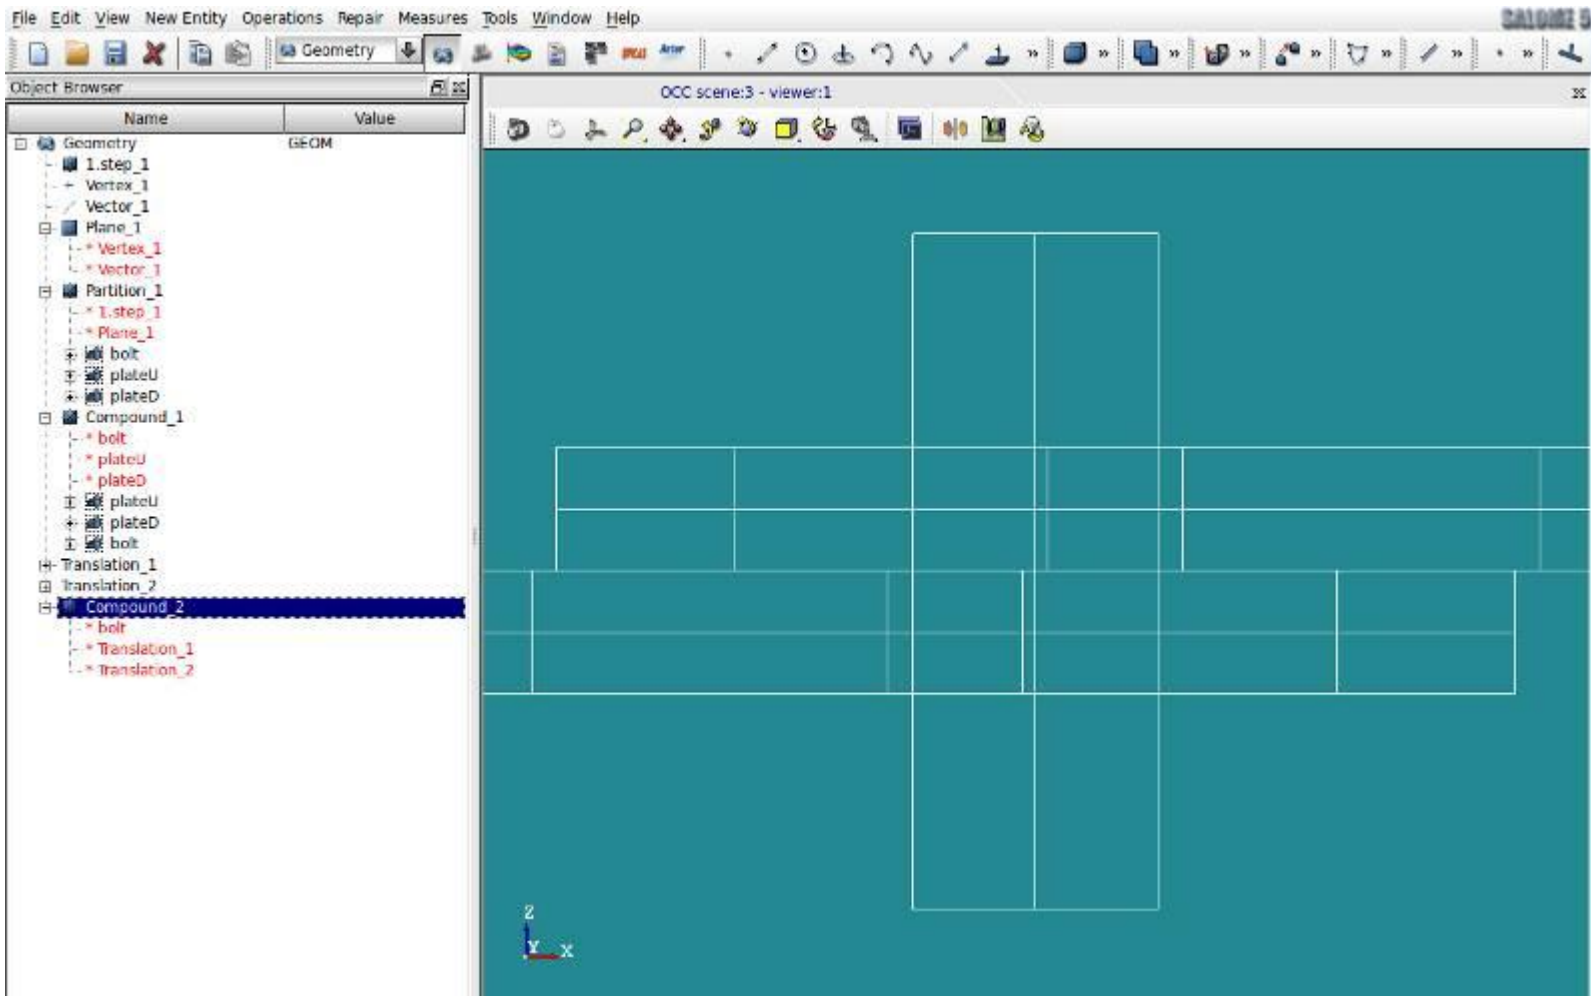 File Edit View New Entity Operations Repair Measures Tools Window Help
Geometry
Object Browser
OCC scene:3 - viewer:1
Name Value
Geometry GEOM
1.step_1
Vertex_1
Vector_1
Plane_1
* Vertex_1
* Vector_1
Partition_1
* 1.step_1
* Plane_1
bolt
plateU
plateD
Compound_1
* bolt
* plateU
* plateD
plateU
plateD
bolt
Translation_1
Translation_2
Compound_2
* bolt
* Translation_1
* Translation_2
Z
Y X